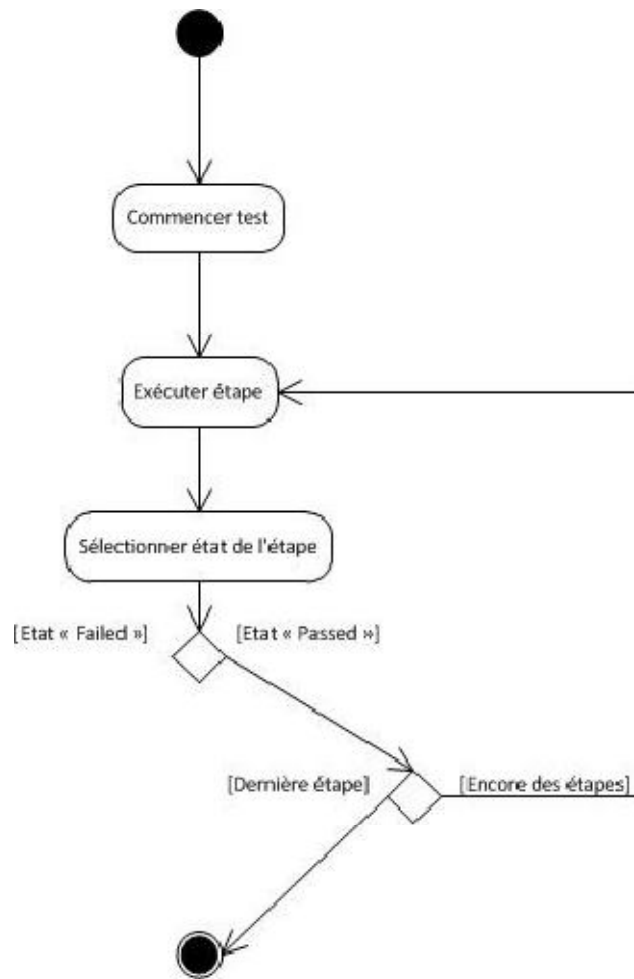 Commencer test
Exécuter étape
Sélectionner état de l'étape
[Etat « Failed »]
[Etat « Passed »]
[Dernière étape]
[Encore des étapes]